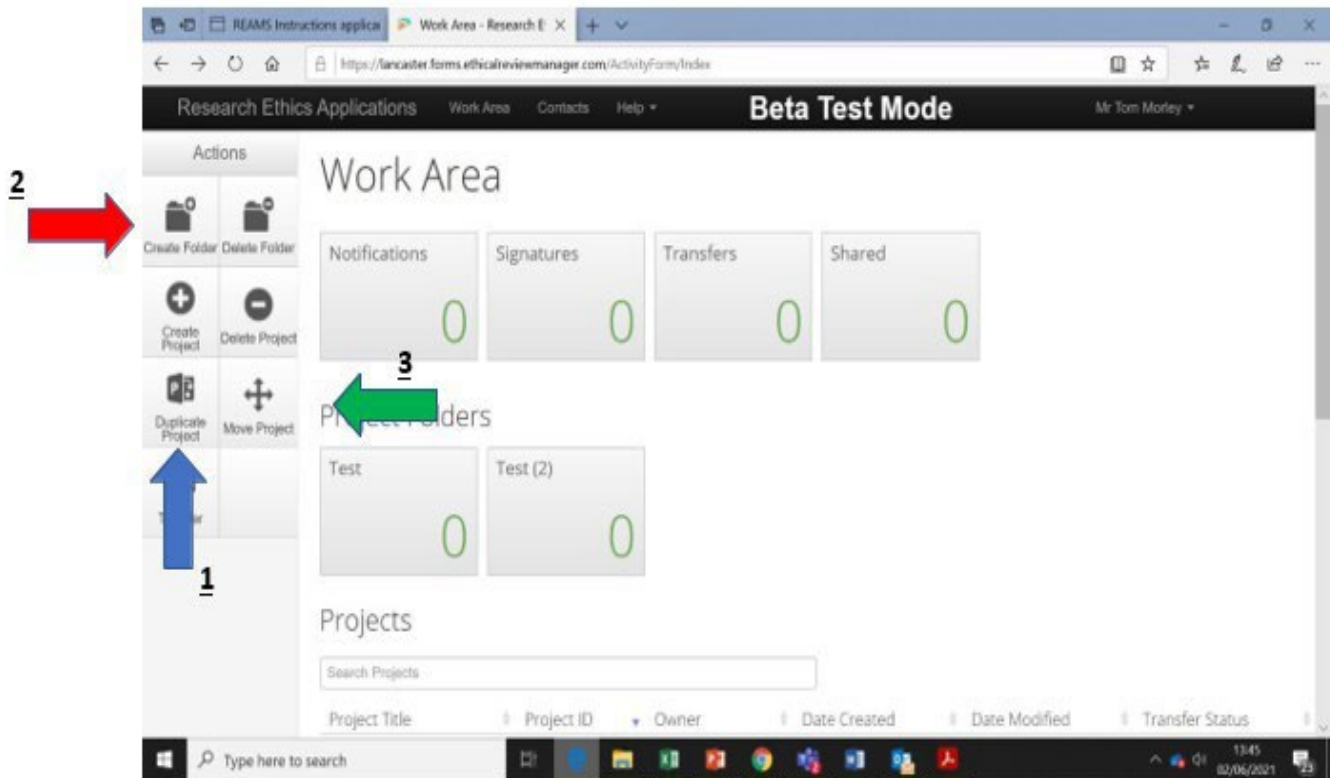 REAMS Instructions applicat
Work Area - Research E
https://lancaster.forms.ethicalreviewmanager.com/ActivityForm/Index
Research Ethics Applications Work Area Contacts Help Beta Test Mode Mr Tom Morley
Actions
Work Area
2
Create Folder Delete Folder
Notifications Signatures Transfers Shared
0 0 0 0
Create Project
Delete Project
3
Duplicate Project
Move Project
Folders
Test Test (2)
0 0
1
Projects
Search Projects
Project Title Project ID Owner Date Created Date Modified Transfer Status
Type here to search
13:45
02/06/2021
23